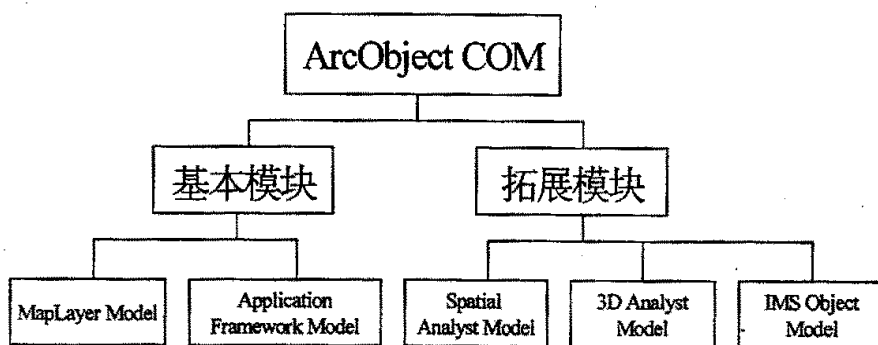 ArcObject COM
基本模块
拓展模块
MapLayer Model
Application
Framework Model
Spatial
Analyst Model
3D Analyst
Model
IMS Object
Model